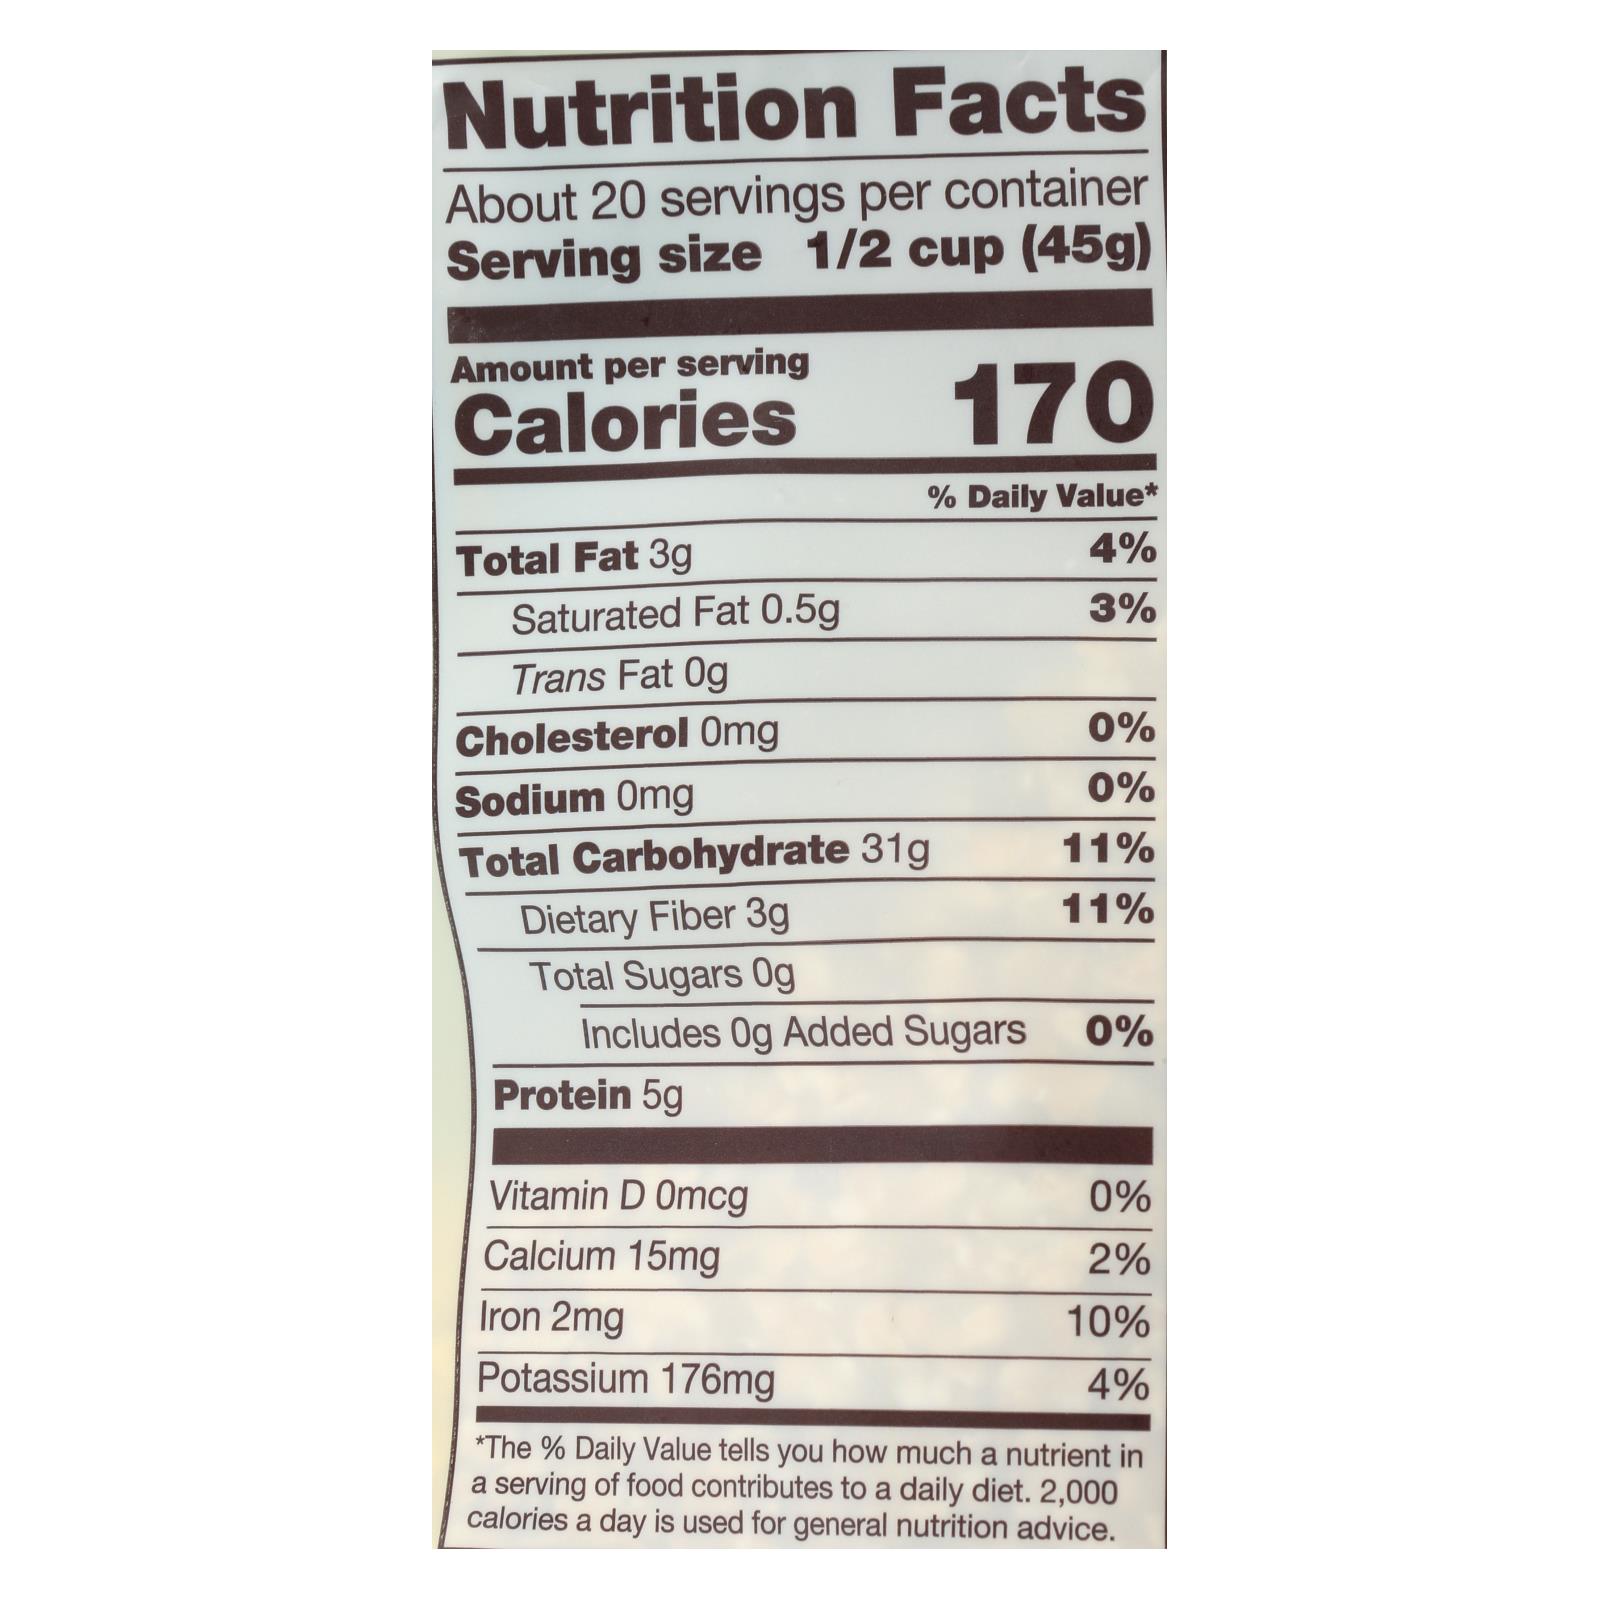 Nutrition Facts
About 20 servings per container
Serving size 1/2 cup (45g)
Amount per serving
Calories 170
% Daily Value*
Total Fat 3g 4%
Saturated Fat 0.5g 3%
Trans Fat 0g
Cholesterol 0mg 0%
Sodium 0mg 0%
Total Carbohydrate 31g 11%
Dietary Fiber 3g 11%
Total Sugars 0g
Includes 0g Added Sugars 0%
Protein 5g
Vitamin D 0mcg 0%
Calcium 15mg 2%
Iron 2mg 10%
Potassium 176mg 4%
*The % Daily Value tells you how much a nutrient in
a serving of food contributes to a daily diet. 2,000
calories a day is used for general nutrition advice.